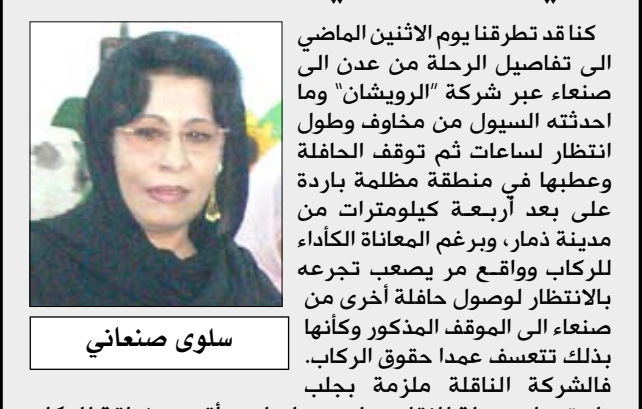 كنا قد تطرقنا يوم الاثنين الماضي
الى تفاصيل الرحلة من عدن الى
صنعاء عبر شركة "الرويشان" وما
احدثته السيول من مخاوف وطول
انتظار لساعات ثم توقف الحافلة
وعطبها في منطقة مظلمة باردة
على بعد أربعة كيلومترات من
مدينة ذمار، وبرغم المعاناة الكأداء
للركاب وواقع مر يصعب تجرعه
بالانتظار لوصول حافلة أخرى من
صنعاء الى الموقف المذكور وكأنها
بذلك تتعسف عمدا حقوق الركاب.
فالشركة الناقلة ملزمة بجلب
سلوى صنعاني